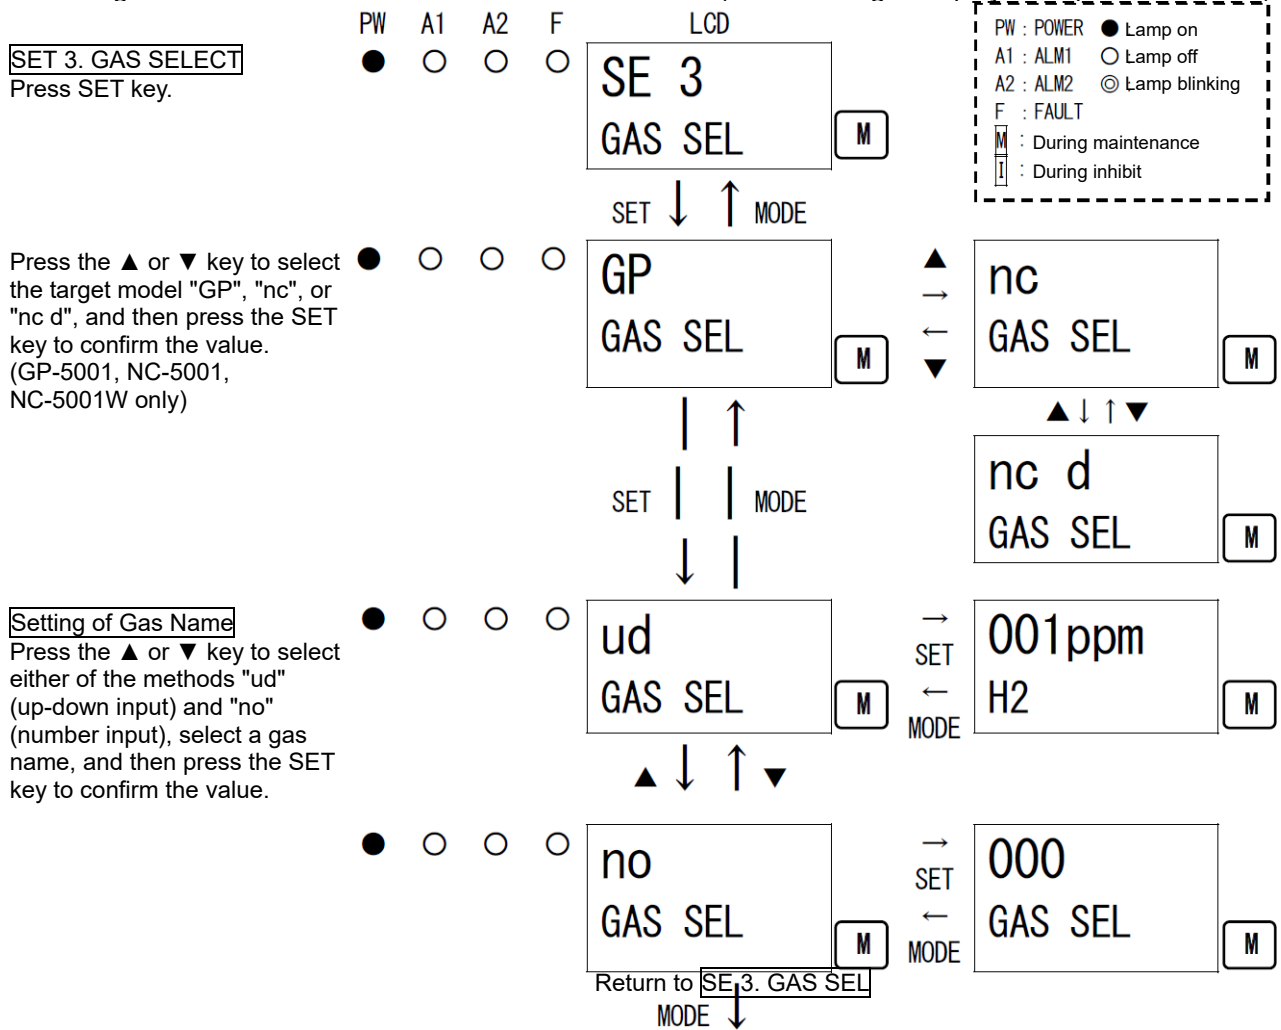 PW A1 A2 F LCD
PW : POWER ● Lamp on
A1 : ALM1 ○ Lamp off
A2 : ALM2 ◎ Lamp blinking
F : FAULT
M : During maintenance
I : During inhibit
SET 3. GAS SELECT
Press SET key.
● ○ ○ ○
SE 3
GAS SEL
M
SET ↓ ↑ MODE
Press the ▲ or ▼ key to select
the target model "GP", "nc", or
"nc d", and then press the SET
key to confirm the value.
(GP-5001, NC-5001,
NC-5001W only)
● ○ ○ ○
GP
GAS SEL
M
▲
→
←
▼
nc
GAS SEL
M
▲↓↑▼
nc d
GAS SEL
M
SET ↓ ↑ MODE
Setting of Gas Name
Press the ▲ or ▼ key to select
either of the methods "ud"
(up-down input) and "no"
(number input), select a gas
name, and then press the SET
key to confirm the value.
● ○ ○ ○
ud
GAS SEL
M
→
SET
←
MODE
001ppm
H2
M
▲ ↓ ↑ ▼
● ○ ○ ○
no
GAS SEL
M
→
SET
←
MODE
000
GAS SEL
M
Return to SE 3. GAS SEL
MODE ↓